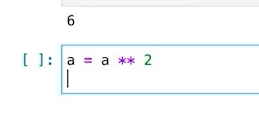 6
[ ]: a = a ** 2